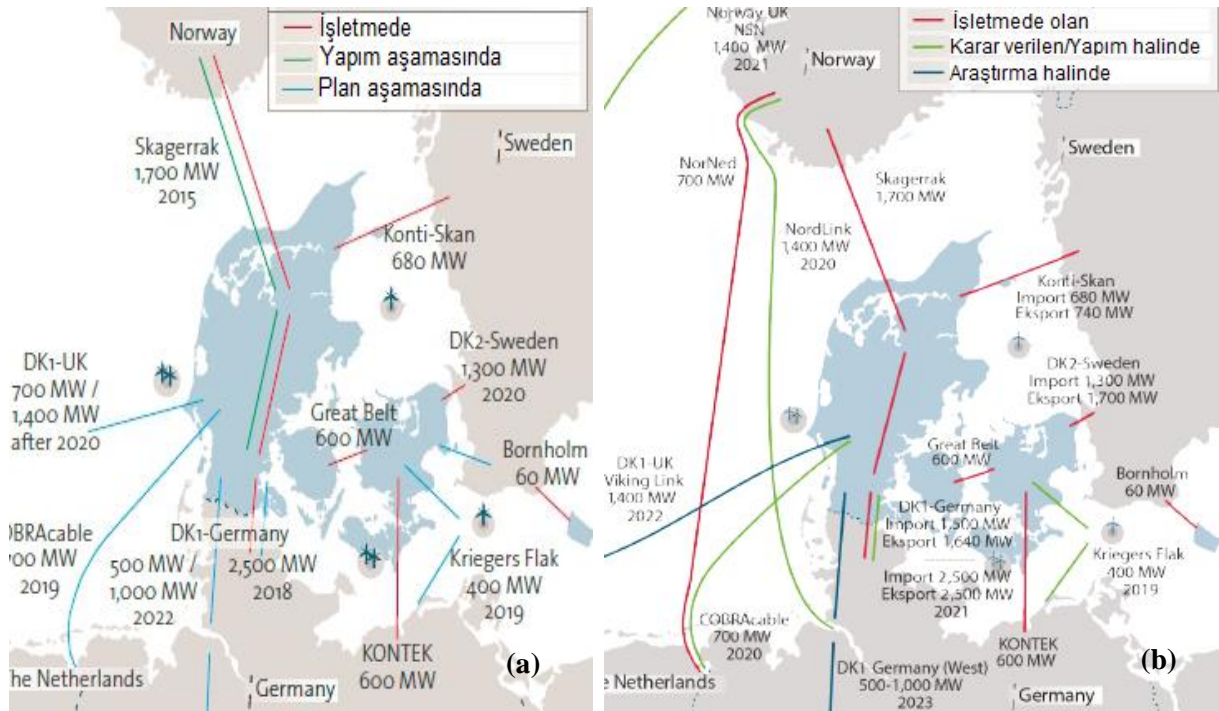 Norway
İşletmede
Yapım aşamasında
Plan aşamasında
Sweden
Skagerrak
1,700 MW
2015
Konti-Skan
680 MW
DK1-UK
700 MW /
1,400 MW
after 2020
DK2-Sweden
1,300 MW
2020
Great Belt
600 MW
Bornholm
60 MW
OBRAcable
00 MW
2019
DK1-Germany
500 MW /
1,000 MW
2022
2,500 MW
2018
Kriegers Flak
400 MW
2019
KONTEK
600 MW
(a)
he Netherlands
Germany
Norway UK
NSN
1,400 MW
2021
Norway
İşletmede olan
Karar verilen/Yapım halinde
Araştırma halinde
Sweden
NorNed
700 MW
Skagerrak
1,700 MW
NordLink
1,400 MW
2020
Konti-Skan
Import 680 MW
Eksport 740 MW
DK2-Sweden
Import 1,300 MW
Eksport 1,700 MW
Great Belt
600 MW
DK1-UK
Viking Link
1,400 MW
2022
Bornholm
60 MW
DK1-Germany
Import 1,500 MW
Eksport 1,640 MW
Import 2,500 MW
Eksport 2,500 MW
2021
Kriegers Flak
400 MW
2019
COBRAcable
700 MW
2020
KONTEK
600 MW
(b)
e Netherlands
DK1 Germany (West)
500-1,000 MW
2023
Germany